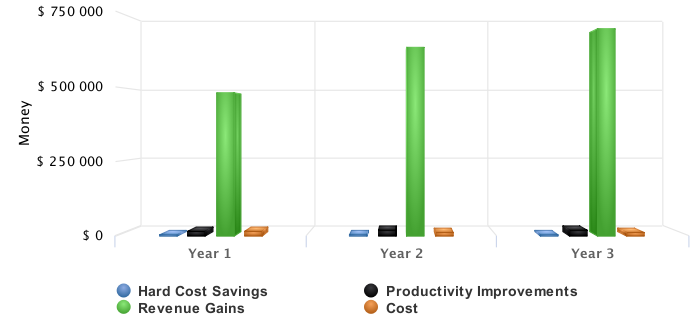 $ 750 000
$ 500 000
$ 250 000
$ 0
Money
Year 1
Year 2
Year 3
Hard Cost Savings
Productivity Improvements
Revenue Gains
Cost